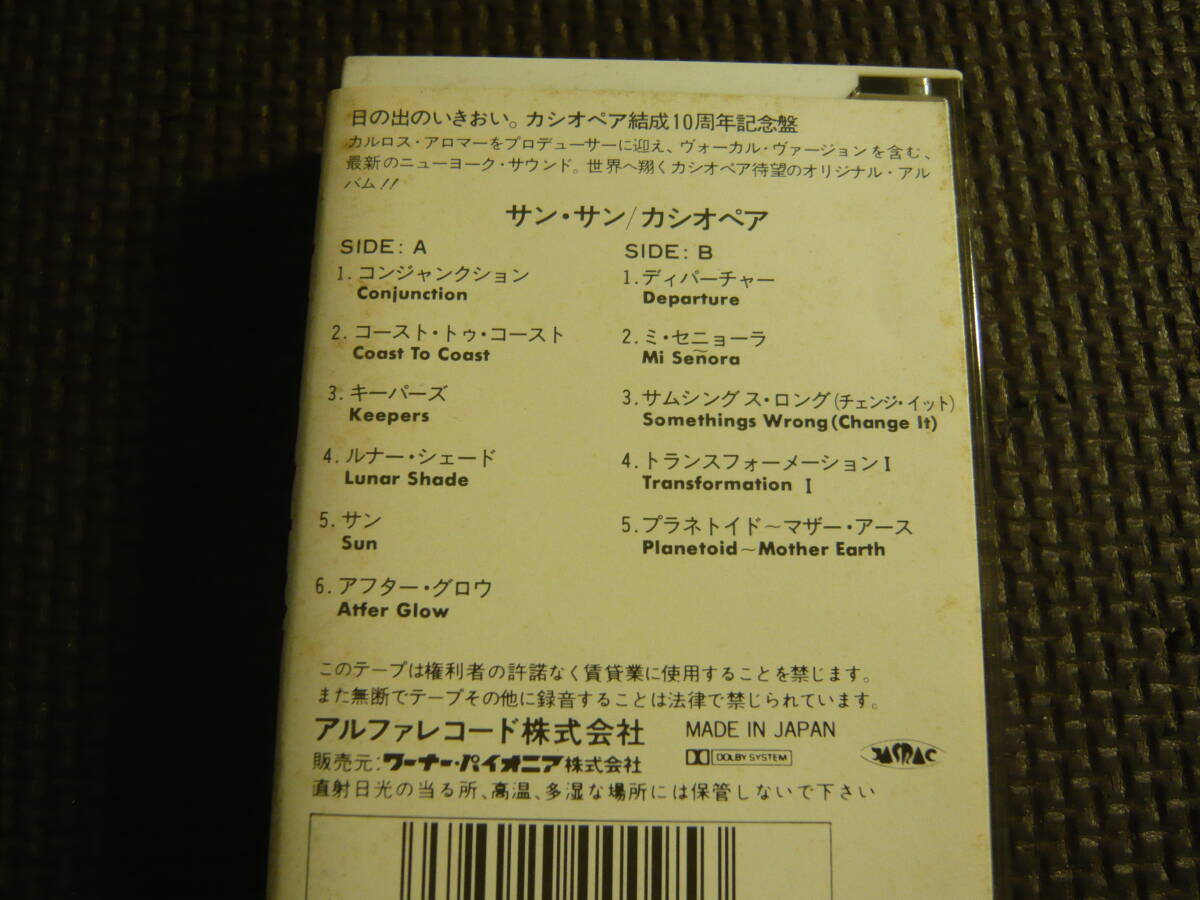 日の出のいきおい。カシオペア結成10周年記念盤
カルロス・アロマーをプロデューサーに迎え、ヴォーカル・ヴァージョンを含む、
最新のニューヨーク・サウンド。世界へ翔くカシオペア待望のオリジナル・アル
バム!!
サン・サン/カシオペア
SIDE: A
1. コンジャンクション
Conjunction
2. コースト・トゥ・コースト
Coast To Coast
3. キーパーズ
Keepers
4. ルナー・シェード
Lunar Shade
5. サン
Sun
6. アフター・グロウ
Atfer Glow
SIDE: B
1. ディパーチャー
Departure
2. ミ・セニョーラ
Mi Señora
3. サムシングス・ロング(チェンジ・イット)
Somethings Wrong(Change It)
4. トランスフォーメーションI
Transformation I
5. プラネトイド〜マザー・アース
Planetoid〜Mother Earth
このテープは権利者の許諾なく賃貸業に使用することを禁じます。
また無断でテープその他に録音することは法律で禁じられています。
アルファレコード株式会社 MADE IN JAPAN
販売元:ワーナー・パイオニア株式会社 DOLBY SYSTEM JASRAC
直射日光の当る所、高温、多湿な場所には保管しないで下さい